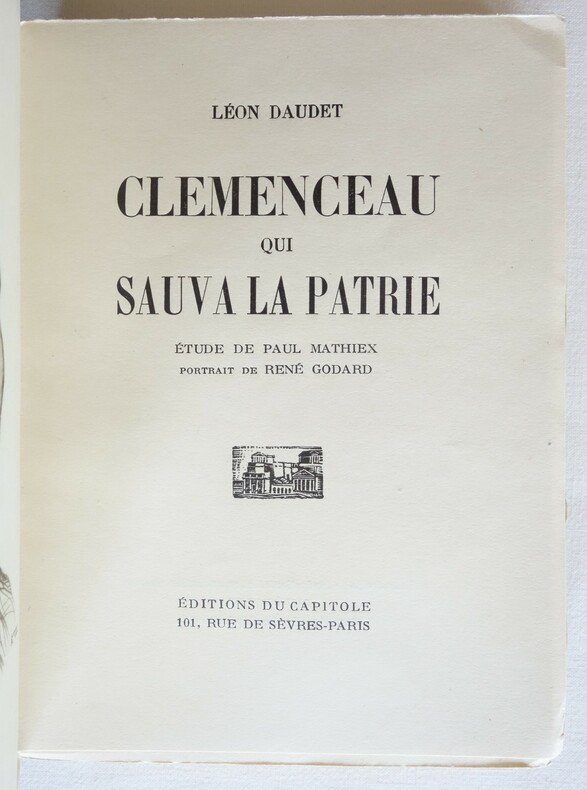 LÉON DAUDET
CLEMENCEAU
QUI
SAUVA LA PATRIE
ÉTUDE DE PAUL MATHIEX
PORTRAIT DE RENÉ GODARD
ÉDITIONS DU CAPITOLE
101, RUE DE SÈVRES-PARIS